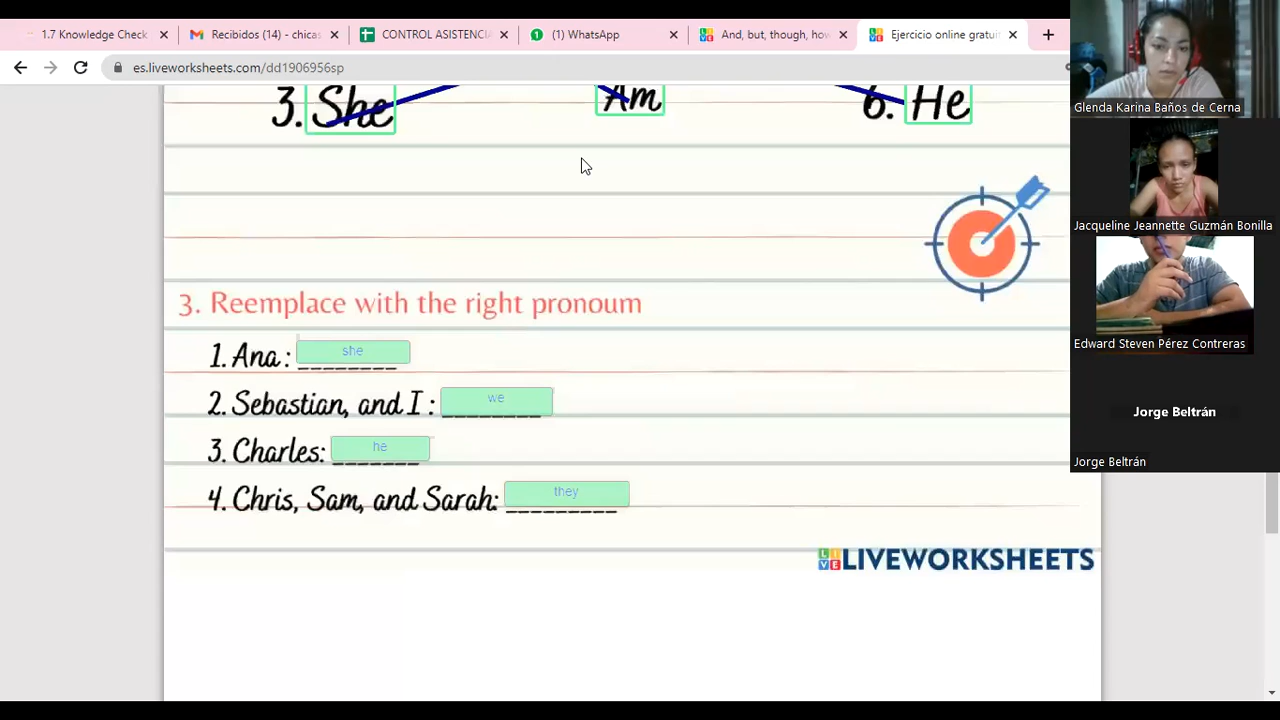 1.7 Knowledge Check
Recibidos (14) - chicas
CONTROL ASISTENCIA
(1) WhatsApp
And, but, though, how
Ejercicio online gratuit
es.liveworksheets.com/dd1906956sp
3. She
Am
6. He
3. Reemplace with the right pronoum
1. Ana : she
2. Sebastian, and I : we
3. Charles: he
4. Chris, Sam, and Sarah: they
LIVEWORKSHEETS
Glenda Karina Baños de Cerna
Jacqueline Jeannette Guzmán Bonilla
Edward Steven Pérez Contreras
Jorge Beltrán
Jorge Beltrán